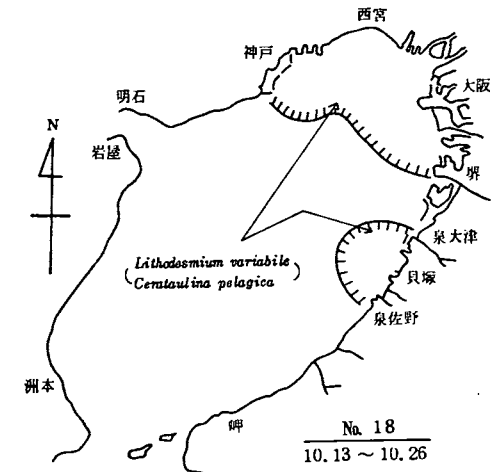 西宮
神戸
大阪
明石
N
岩屋
堺
泉大津
(Lithodesmium variabile
Cerataulina pelagica)
貝塚
泉佐野
洲本
岬
No. 18
10.13～10.26